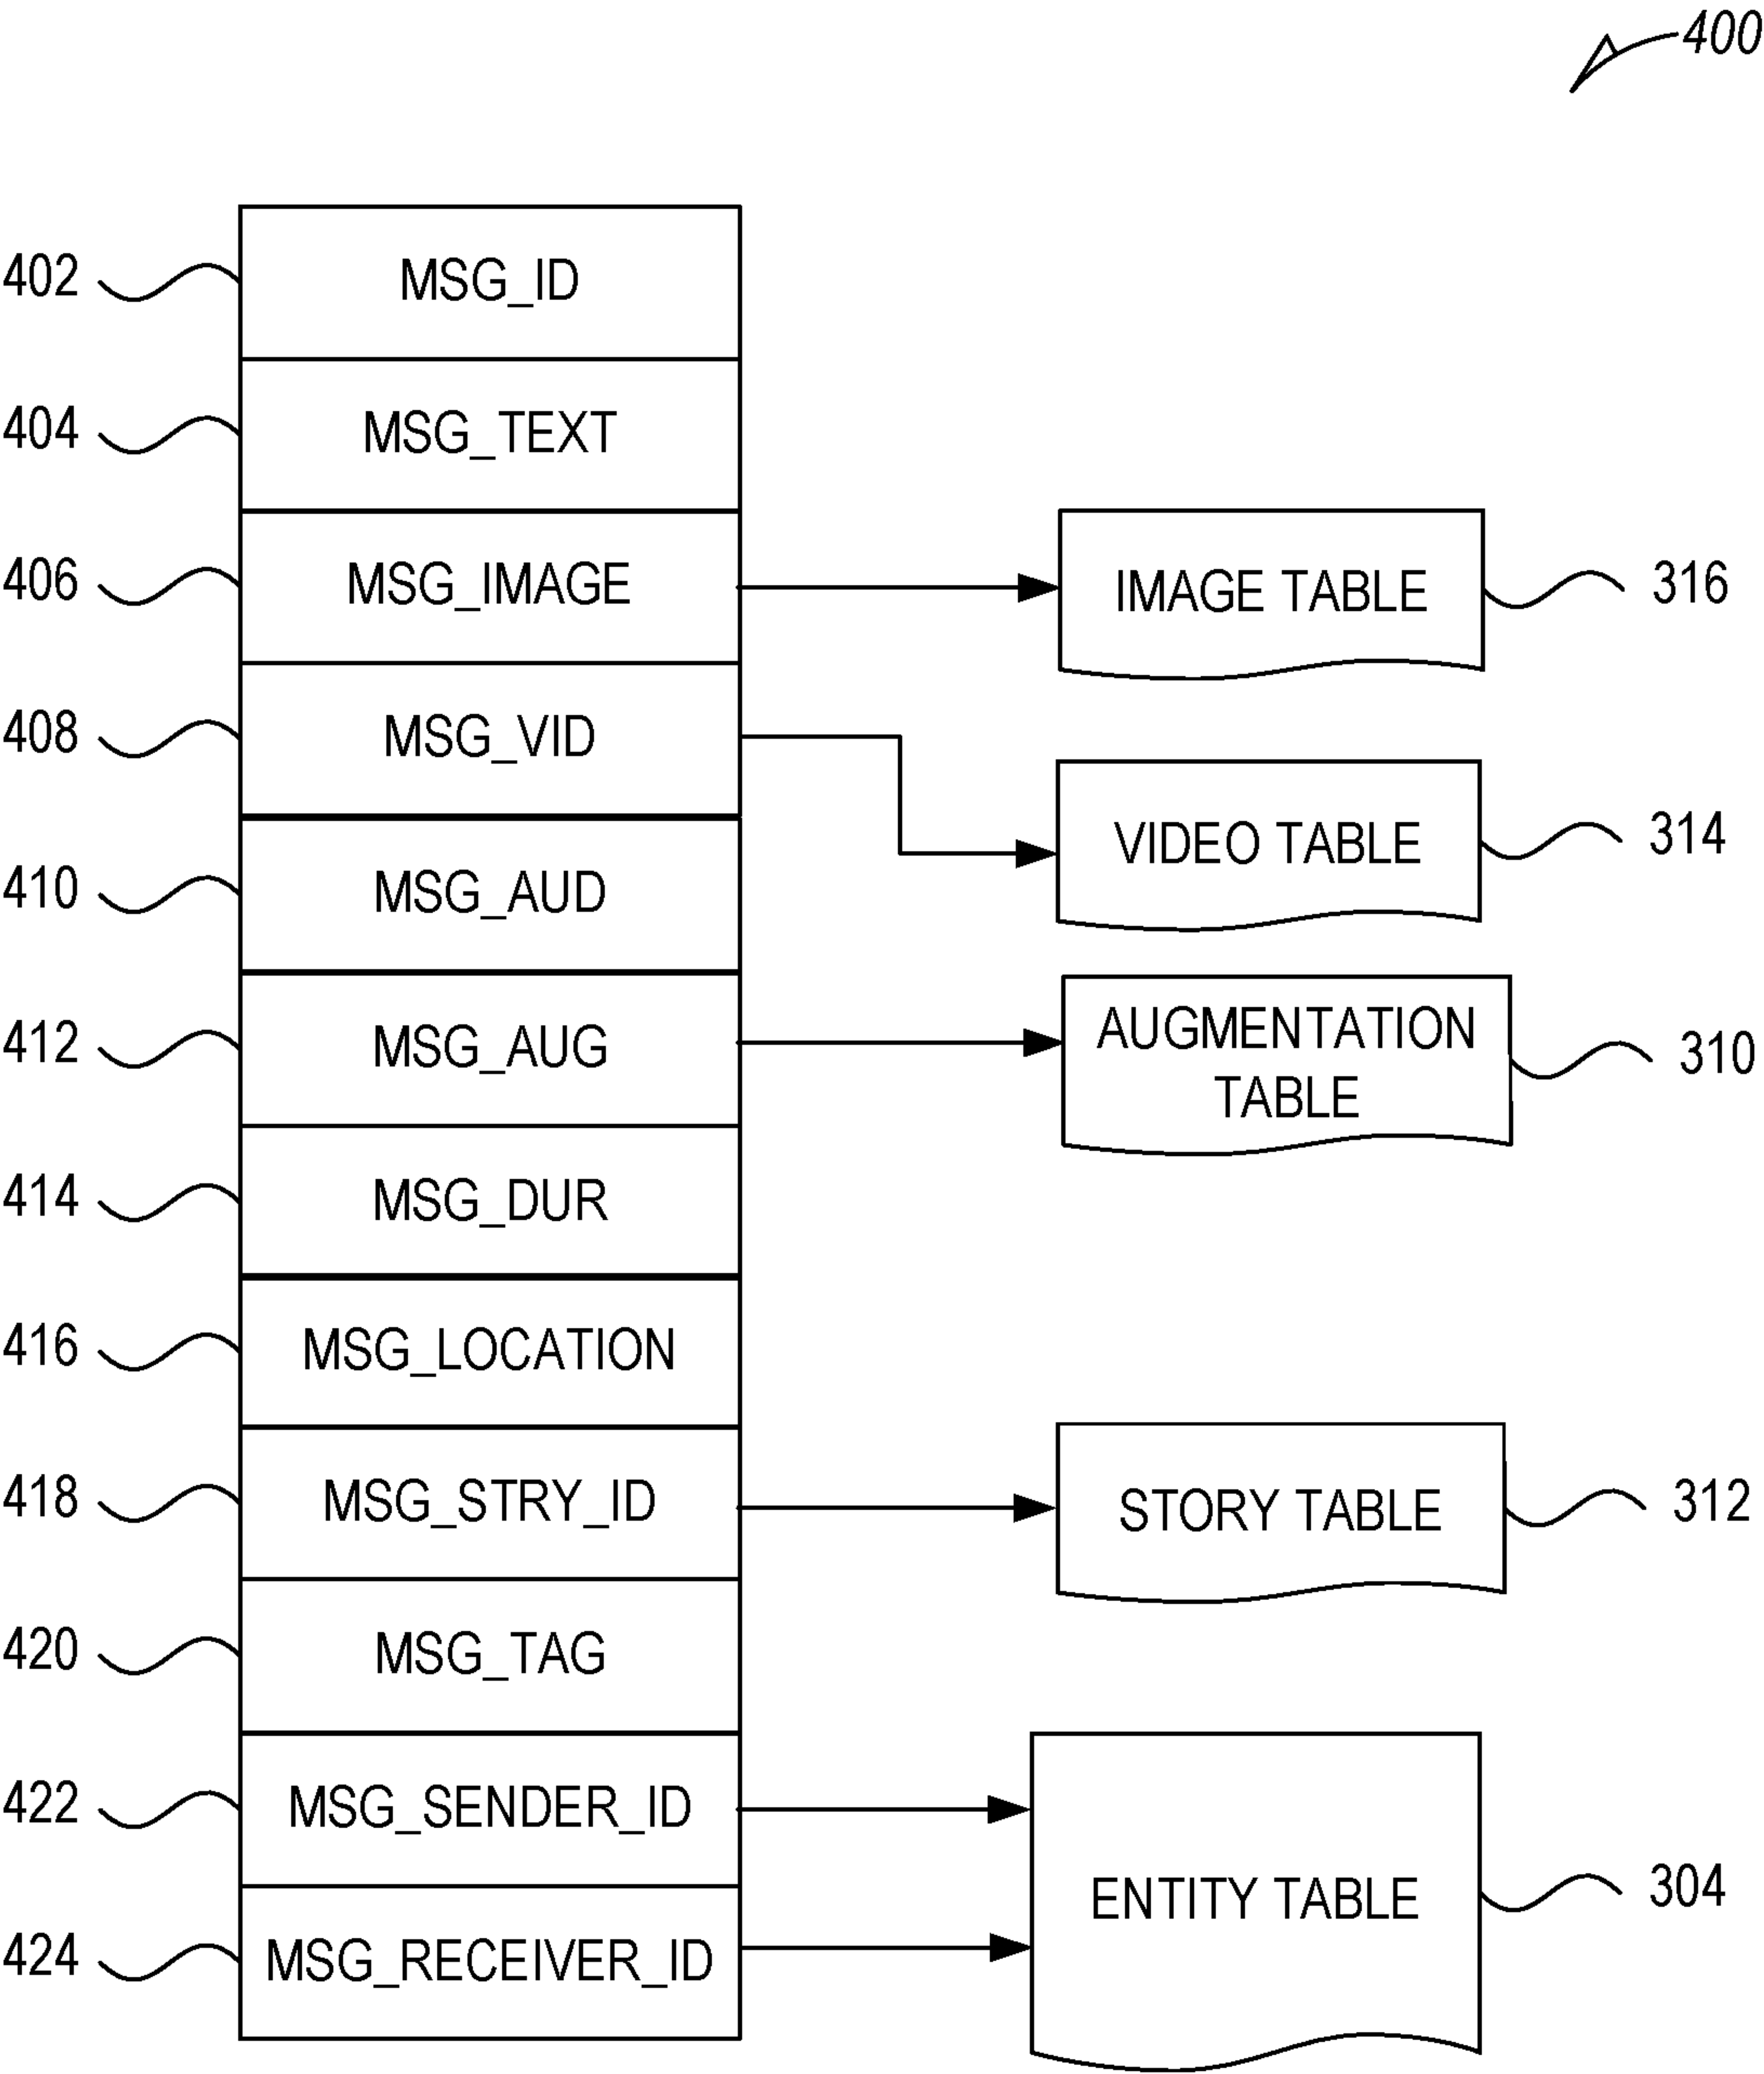 400
402 MSG_ID
404 MSG_TEXT
406 MSG_IMAGE IMAGE TABLE 316
408 MSG_VID VIDEO TABLE 314
410 MSG_AUD
412 MSG_AUG AUGMENTATION TABLE 310
414 MSG_DUR
416 MSG_LOCATION
418 MSG_STRY_ID STORY TABLE 312
420 MSG_TAG
422 MSG_SENDER_ID
ENTITY TABLE 304
424 MSG_RECEIVER_ID